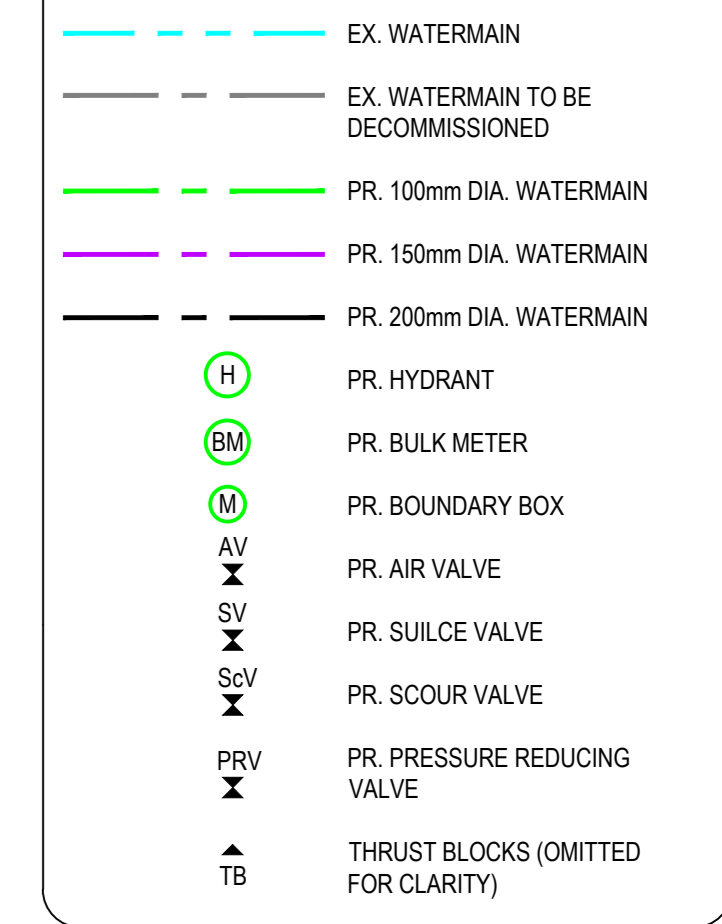 EX. WATERMAIN
EX. WATERMAIN TO BE
DECOMMISSIONED
PR. 100mm DIA. WATERMAIN
PR. 150mm DIA. WATERMAIN
PR. 200mm DIA. WATERMAIN
H PR. HYDRANT
BM PR. BULK METER
M PR. BOUNDARY BOX
AV
PR. AIR VALVE
SV
PR. SUILCE VALVE
ScV
PR. SCOUR VALVE
PRV PR. PRESSURE REDUCING
VALVE
THRUST BLOCKS (OMITTED
TB FOR CLARITY)